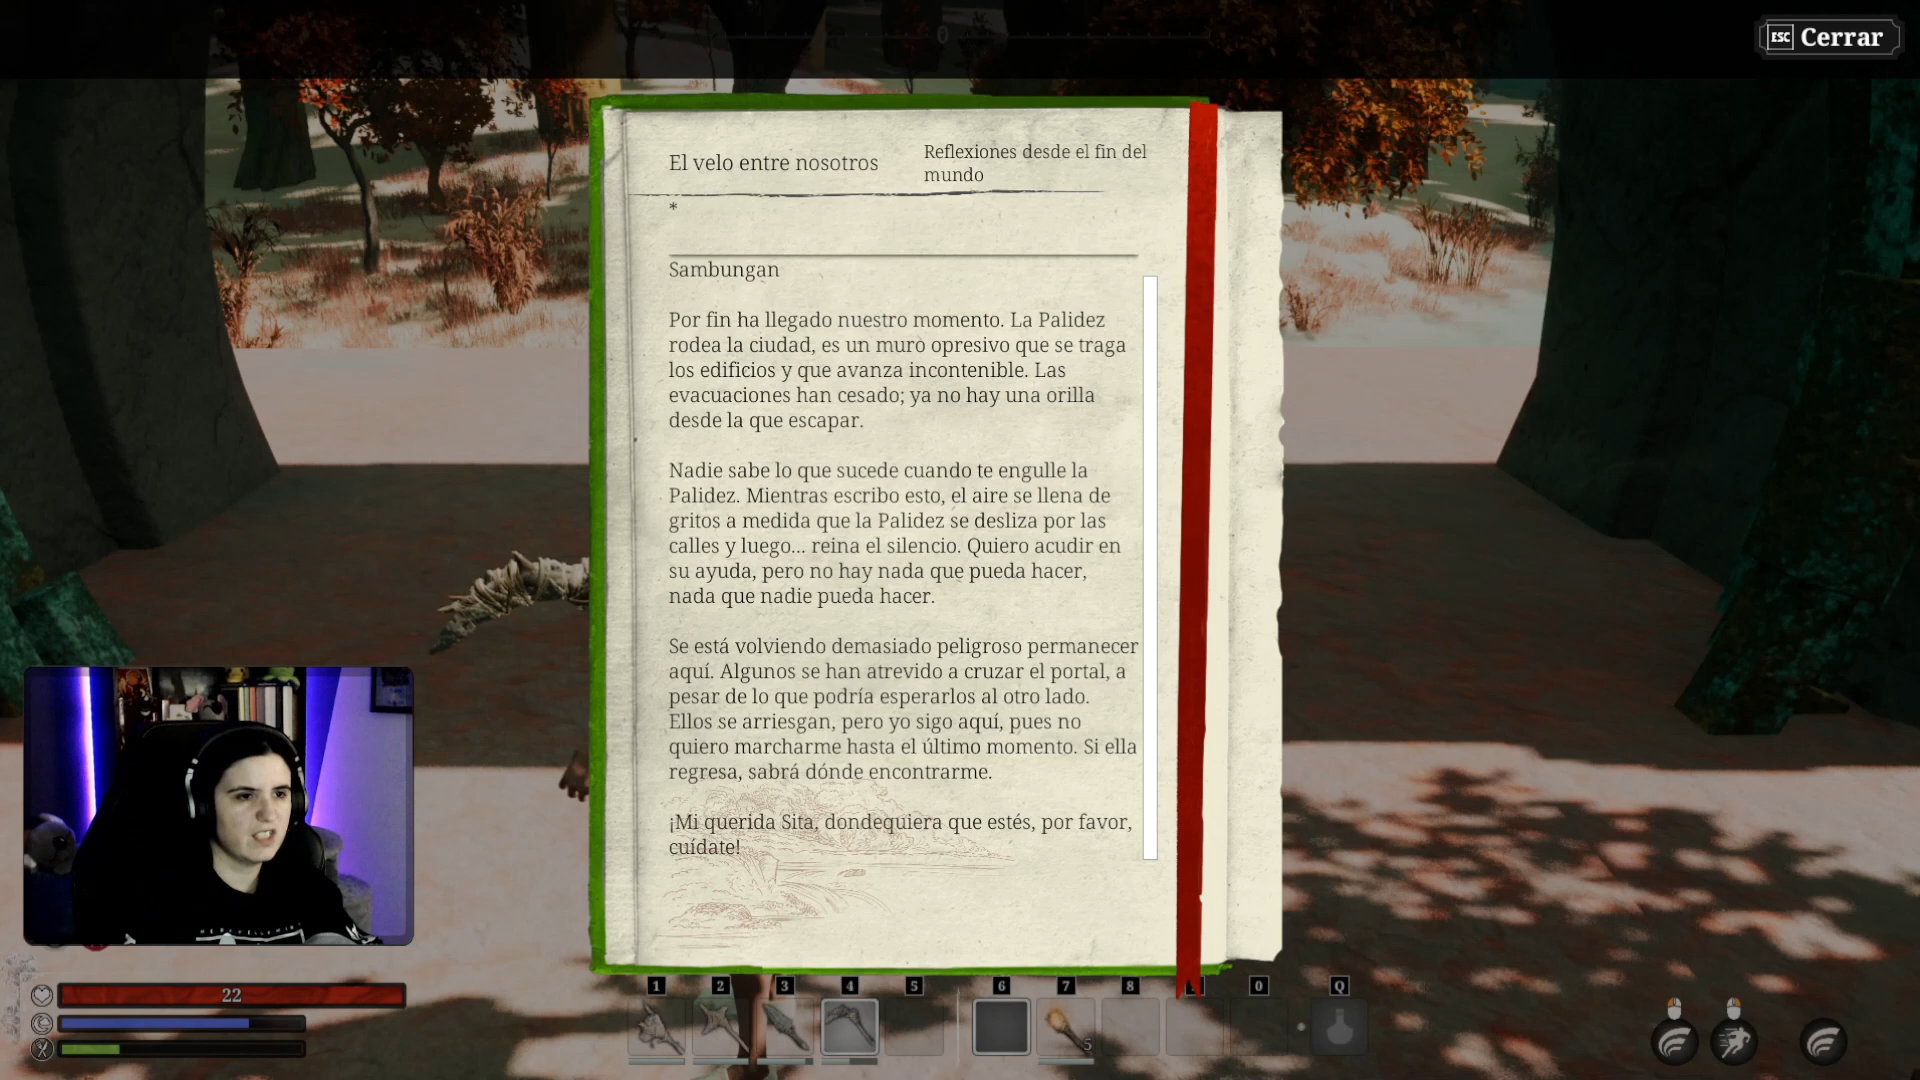 0
ESC Cerrar
El velo entre nosotros
Reflexiones desde el fin del
mundo
*
Sambungan
Por fin ha llegado nuestro momento. La Palidez
rodea la ciudad, es un muro opresivo que se traga
los edificios y que avanza incontenible. Las
evacuaciones han cesado; ya no hay una orilla
desde la que escapar.
Nadie sabe lo que sucede cuando te engulle la
Palidez. Mientras escribo esto, el aire se llena de
gritos a medida que la Palidez se desliza por las
calles y luego... reina el silencio. Quiero acudir en
su ayuda, pero no hay nada que pueda hacer,
nada que nadie pueda hacer.
Se está volviendo demasiado peligroso permanecer
aquí. Algunos se han atrevido a cruzar el portal, a
pesar de lo que podría esperarlos al otro lado.
Ellos se arriesgan, pero yo sigo aquí, pues no
quiero marcharme hasta el último momento. Si ella
regresa, sabrá dónde encontrarme.
¡Mi querida Sita, dondequiera que estés, por favor,
cuídate!
22
1 2 3 4 5 6 7 8 0 Q
5